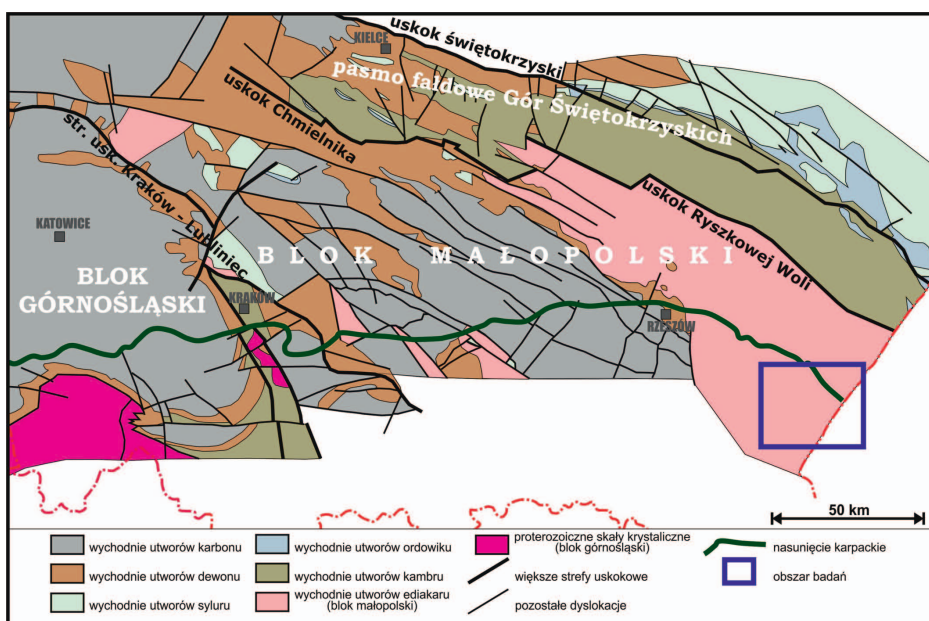 KIELCE
uskok świętokrzyski
pasmo fałdowe Gór Świętokrzyskich
uskok Chmielnika
str. usk. Kraków - Lubliniec
KATOWICE
BLOK
GÓRNOŚLĄSKI
BLOK MAŁOPOLSKI
uskok Ryszkowej Woli
KRAKÓW
RZESZÓW
50 km
wychodnie utworów karbonu
wychodnie utworów dewonu
wychodnie utworów syluru
wychodnie utworów ordowiku
wychodnie utworów kambru
wychodnie utworów ediakaru
(blok małopolski)
proterozoiczne skały krystaliczne
(blok górnośląski)
większe strefy uskokowe
pozostałe dyslokacje
nasunięcie karpackie
obszar badań